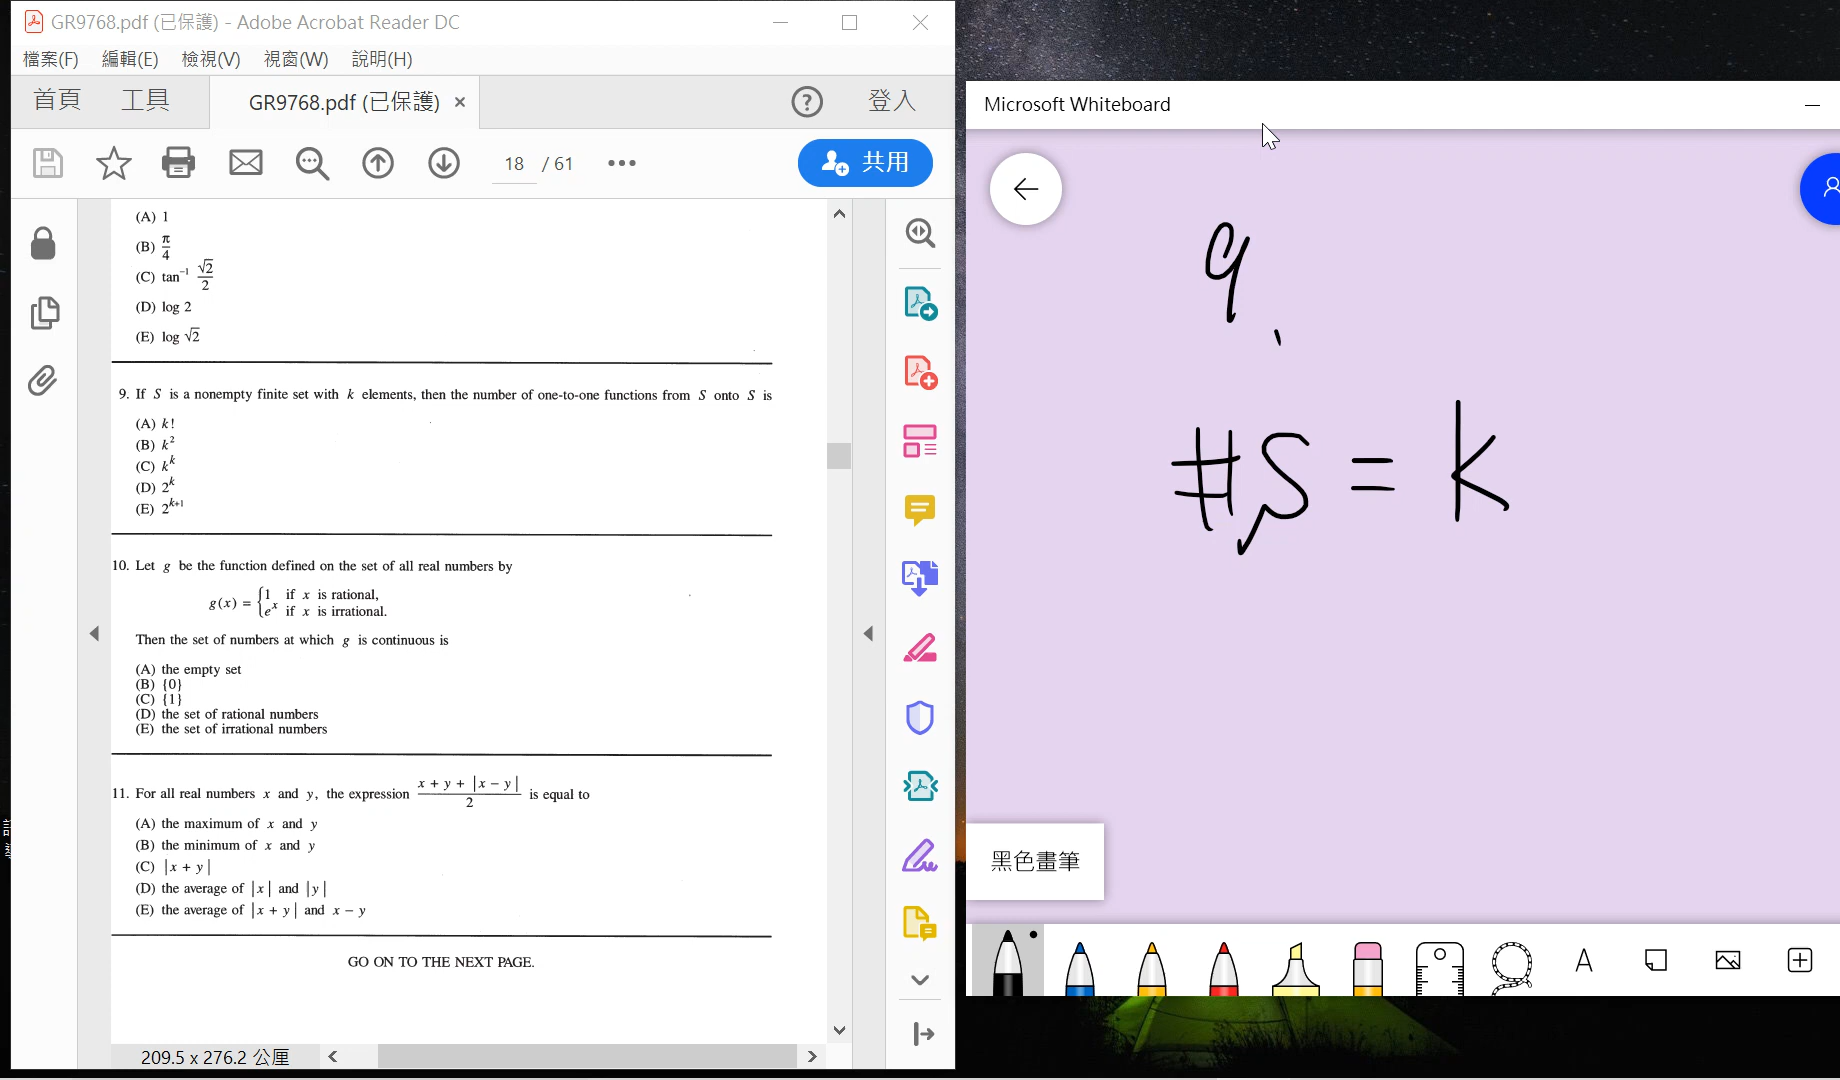 GR9768.pdf (已保護) - Adobe Acrobat Reader DC
檔案(F) 編輯(E) 檢視(V) 視窗(W) 說明(H)
首頁 工具 GR9768.pdf (已保護) × 登入
18 / 61 共用
(A) 1
(B) π/4
(C) tan⁻¹ √2/2
(D) log 2
(E) log √2
9. If S is a nonempty finite set with k elements, then the number of one-to-one functions from S onto S is
(A) k!
(B) k²
(C) kᵏ
(D) 2ᵏ
(E) 2ᵏ⁺¹
10. Let g be the function defined on the set of all real numbers by
g(x) = {1 if x is rational,
eˣ if x is irrational.
Then the set of numbers at which g is continuous is
(A) the empty set
(B) {0}
(C) {1}
(D) the set of rational numbers
(E) the set of irrational numbers
11. For all real numbers x and y, the expression (x + y + |x − y|)/2 is equal to
(A) the maximum of x and y
(B) the minimum of x and y
(C) |x + y|
(D) the average of |x| and |y|
(E) the average of |x + y| and x − y
GO ON TO THE NEXT PAGE.
209.5 x 276.2 公厘
Microsoft Whiteboard
9.
#S = k
黑色畫筆